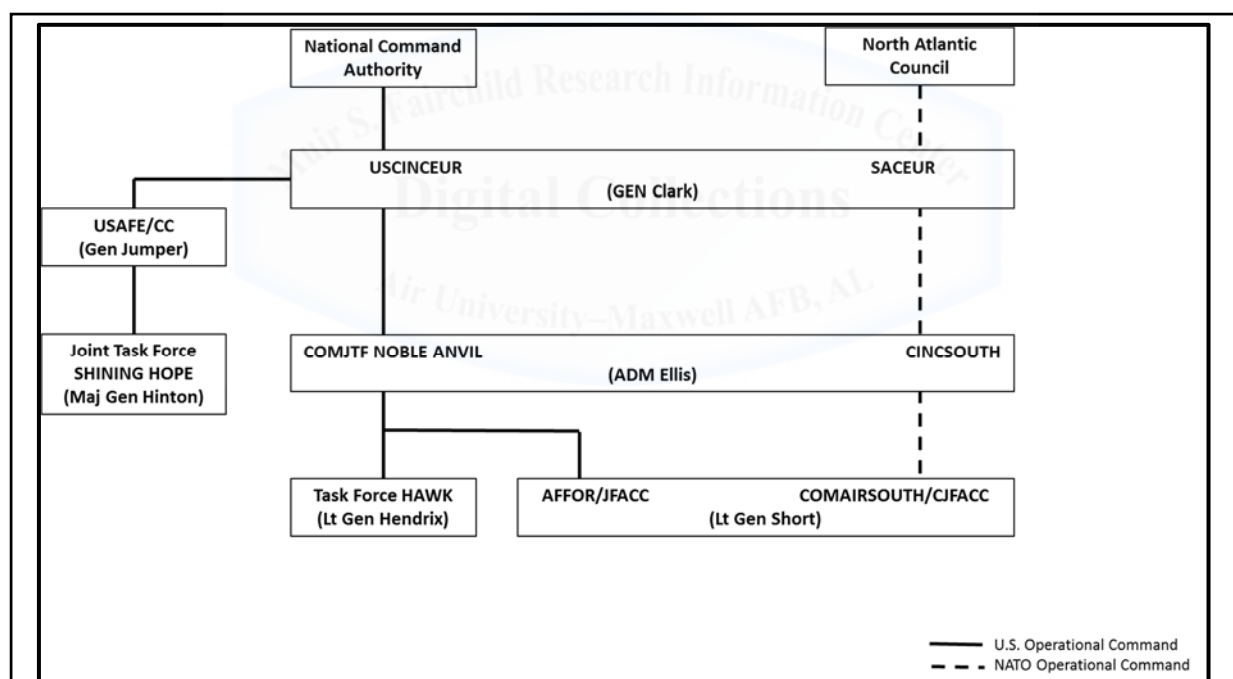 National Command
Authority
North Atlantic
Council
Muir S. Fairchild Research Information Center
Digital Collections
Air University–Maxwell AFB, AL
USCINCEUR
SACEUR
(GEN Clark)
USAFE/CC
(Gen Jumper)
Joint Task Force
SHINING HOPE
(Maj Gen Hinton)
COMJTF NOBLE ANVIL
CINCSOUTH
(ADM Ellis)
Task Force HAWK
(Lt Gen Hendrix)
AFFOR/JFACC
COMAIRSOUTH/CJFACC
(Lt Gen Short)
U.S. Operational Command
NATO Operational Command